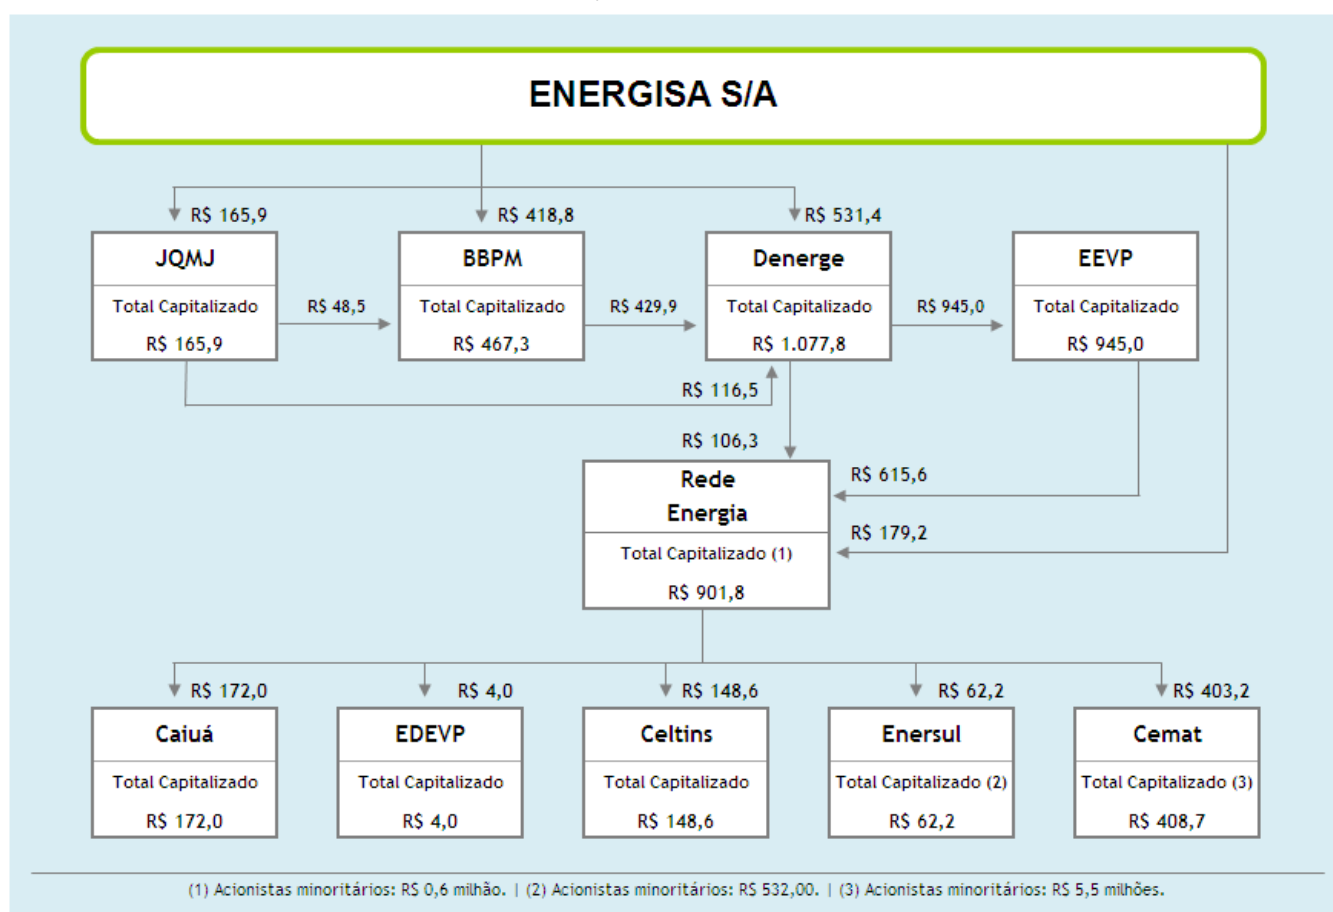 ENERGISA S/A
R$ 165,9
R$ 418,8
R$ 531,4
JQMJ
Total Capitalizado
R$ 165,9
R$ 48,5
BBPM
Total Capitalizado
R$ 467,3
R$ 429,9
Denerge
Total Capitalizado
R$ 1.077,8
R$ 945,0
EEVP
Total Capitalizado
R$ 945,0
R$ 116,5
R$ 106,3
R$ 615,6
R$ 179,2
Rede
Energia
Total Capitalizado (1)
R$ 901,8
R$ 172,0
R$ 4,0
R$ 148,6
R$ 62,2
R$ 403,2
Caiuá
Total Capitalizado
R$ 172,0
EDEVP
Total Capitalizado
R$ 4,0
Celtins
Total Capitalizado
R$ 148,6
Enersul
Total Capitalizado (2)
R$ 62,2
Cemat
Total Capitalizado (3)
R$ 408,7
(1) Acionistas minoritários: R$ 0,6 milhão. | (2) Acionistas minoritários: R$ 532,00. | (3) Acionistas minoritários: R$ 5,5 milhões.